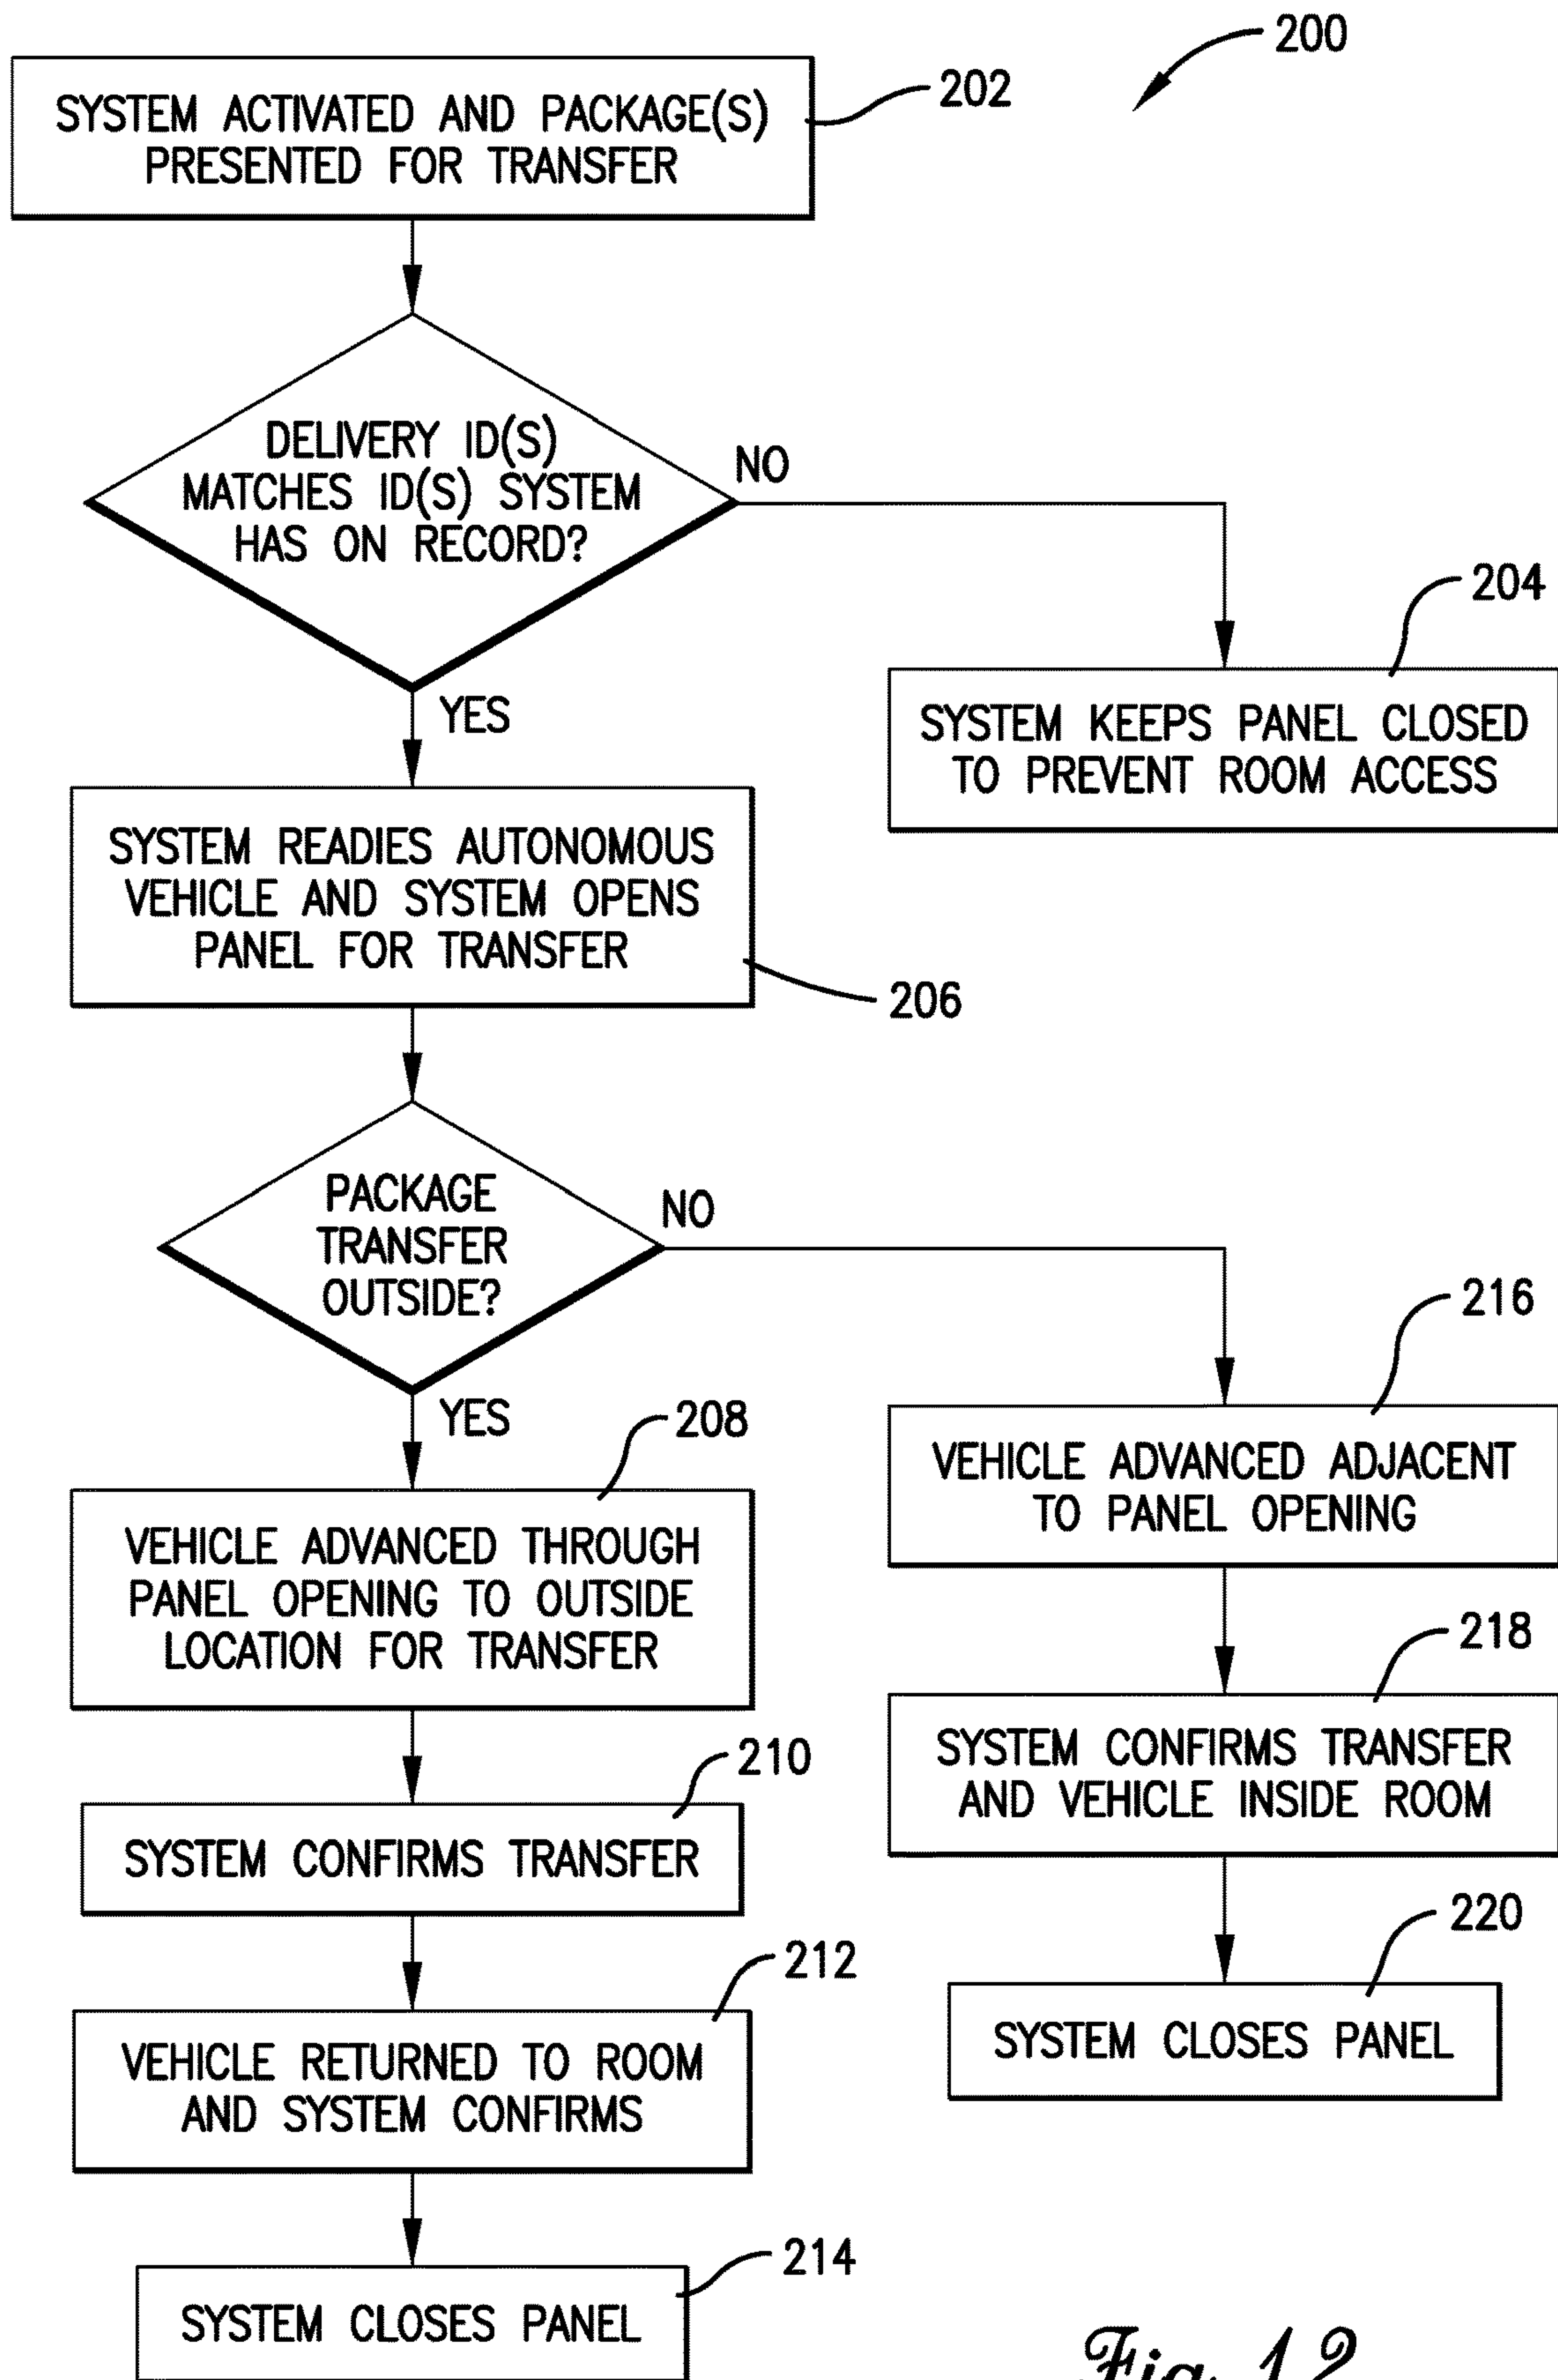 200
202
SYSTEM ACTIVATED AND PACKAGE(S)
PRESENTED FOR TRANSFER
DELIVERY ID(S)
MATCHES ID(S) SYSTEM
HAS ON RECORD?
NO
YES
204
SYSTEM KEEPS PANEL CLOSED
TO PREVENT ROOM ACCESS
SYSTEM READIES AUTONOMOUS
VEHICLE AND SYSTEM OPENS
PANEL FOR TRANSFER
206
PACKAGE
TRANSFER
OUTSIDE?
NO
YES
208
VEHICLE ADVANCED THROUGH
PANEL OPENING TO OUTSIDE
LOCATION FOR TRANSFER
210
SYSTEM CONFIRMS TRANSFER
212
VEHICLE RETURNED TO ROOM
AND SYSTEM CONFIRMS
214
SYSTEM CLOSES PANEL
216
VEHICLE ADVANCED ADJACENT
TO PANEL OPENING
218
SYSTEM CONFIRMS TRANSFER
AND VEHICLE INSIDE ROOM
220
SYSTEM CLOSES PANEL
Fig. 12